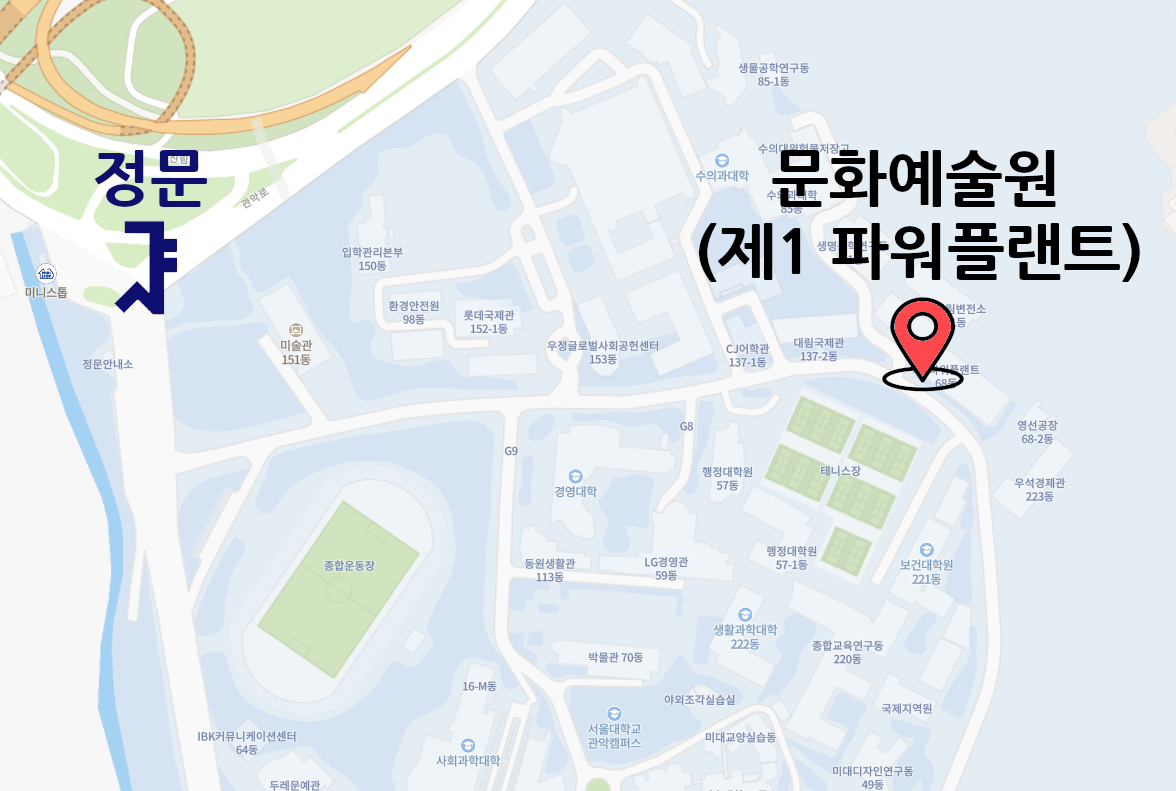 생물공학연구동
85-1동
신림
정문
관악로
수의과대학
문화예술원
85동
(제1 파워플랜트)
입학관리본부
150동
미니스톱
환경안전원
98동
롯데국제관
152-1동
미술관
151동
우정글로벌사회공헌센터
153동
CJ어학관
137-1동
대림국제관
137-2동
68동
정문안내소
영선공장
68-2동
G8
G9
경영대학
행정대학원
57동
테니스장
우석경제관
223동
종합운동장
동원생활관
113동
LG경영관
59동
행정대학원
57-1동
보건대학원
221동
생활과학대학
222동
종합교육연구동
220동
박물관 70동
16-M동
야외조각실습실
국제지역원
서울대학교
관악캠퍼스
미대교양실습동
IBK커뮤니케이션센터
64동
사회과학대학
두레문예관
미대디자인연구동
49동